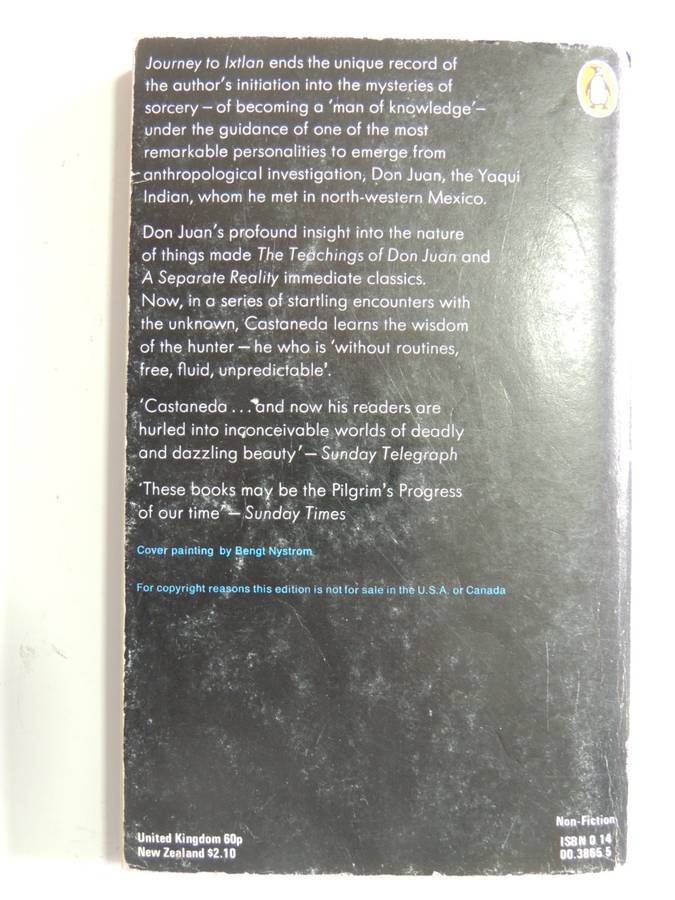 Journey to Ixtlan ends the unique record of
the author's initiation into the mysteries of
sorcery – of becoming a 'man of knowledge'–
under the guidance of one of the most
remarkable personalities to emerge from
anthropological investigation, Don Juan, the Yaqui
Indian, whom he met in north-western Mexico.
Don Juan's profound insight into the nature
of things made The Teachings of Don Juan and
A Separate Reality immediate classics.
Now, in a series of startling encounters with
the unknown, Castaneda learns the wisdom
of the hunter – he who is 'without routines,
free, fluid, unpredictable'.
'Castaneda ... and now his readers are
hurled into inconceivable worlds of deadly
and dazzling beauty' – Sunday Telegraph
'These books may be the Pilgrim's Progress
of our time' – Sunday Times
Cover painting by Bengt Nystrom
For copyright reasons this edition is not for sale in the U.S.A. or Canada
United Kingdom 60p
New Zealand $2.10
Non-Fiction
ISBN 0 14
00.3865 5